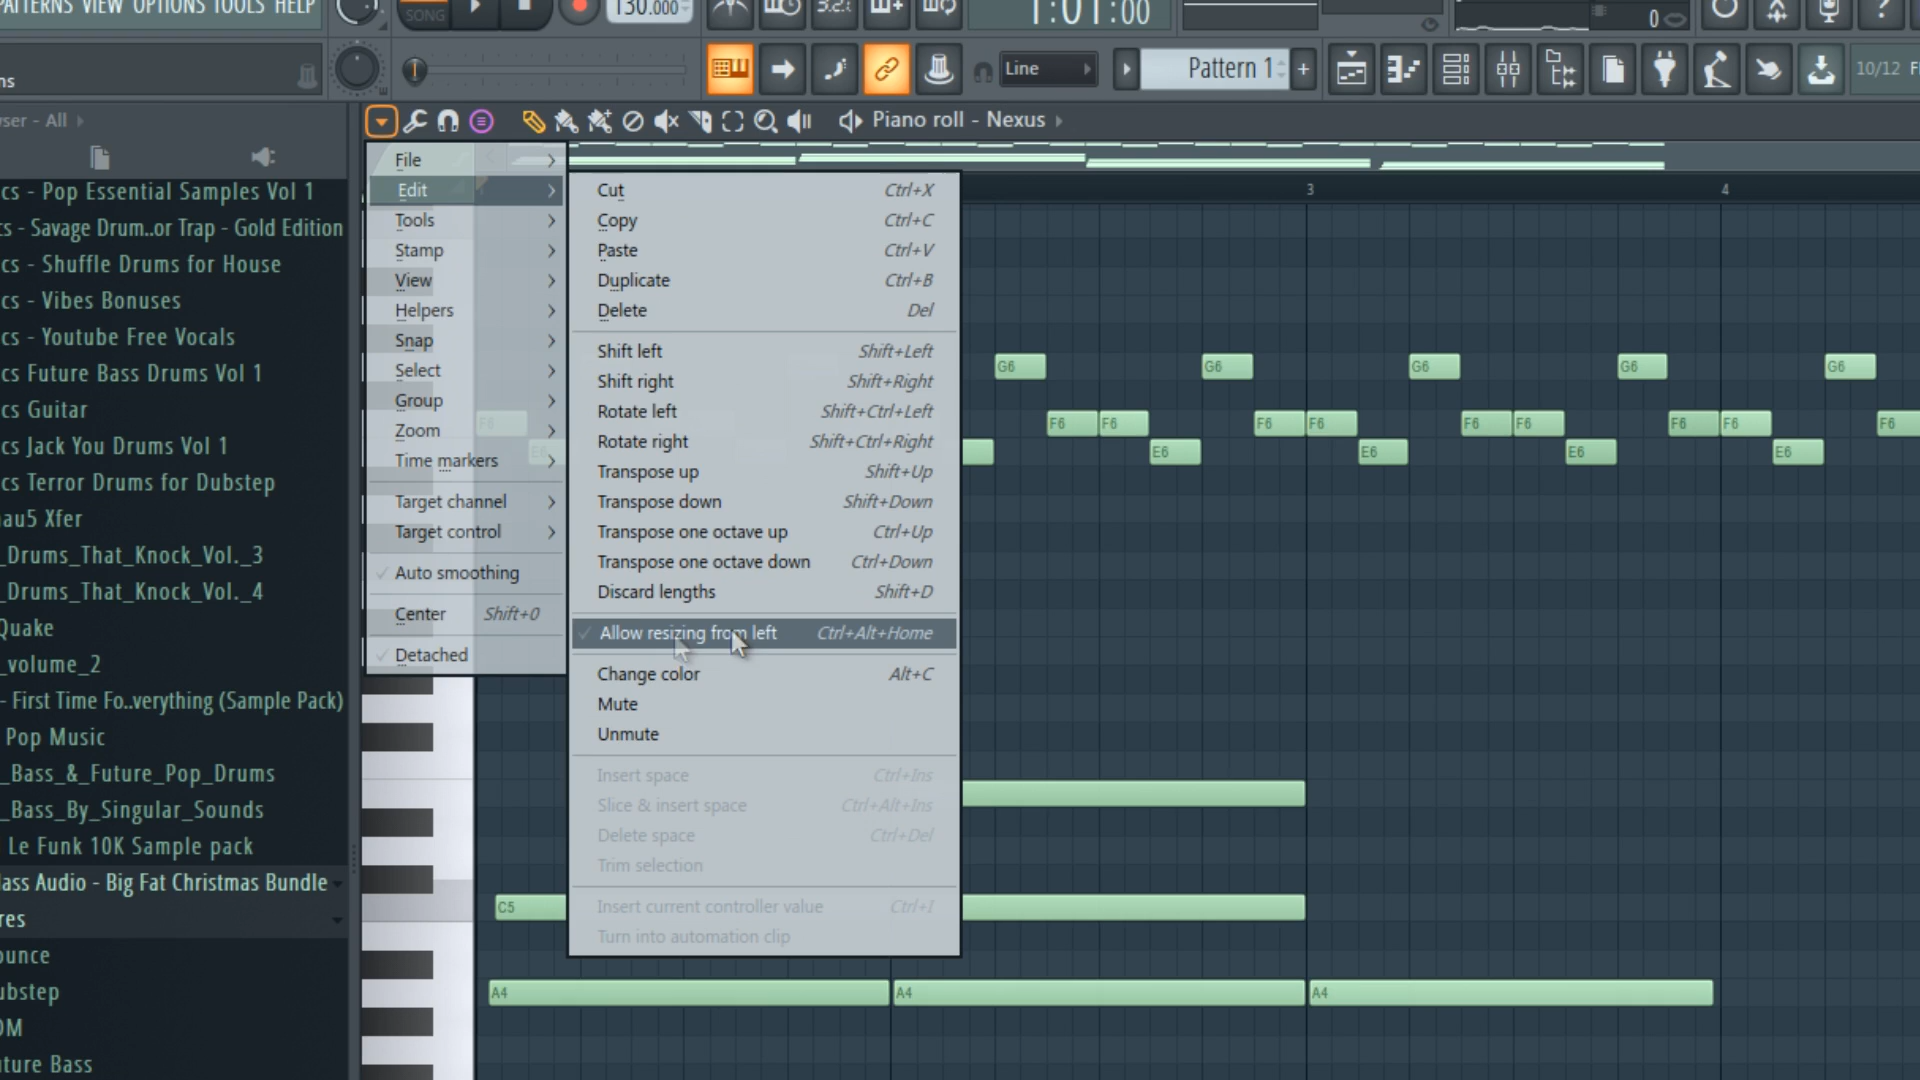 PATTERNS VIEW OPTIONS TOOLS HELP
SONG
130.000
3.2.
1:01:00
0
Line
Pattern 1
+
10/12
Piano roll - Nexus
- All
File
Edit
Tools
Stamp
View
Helpers
Snap
Select
Group
Zoom
Time markers
Target channel
Target control
Auto smoothing
Center Shift+0
Detached
Cut Ctrl+X
Copy Ctrl+C
Paste Ctrl+V
Duplicate Ctrl+B
Delete Del
Shift left Shift+Left
Shift right Shift+Right
Rotate left Shift+Ctrl+Left
Rotate right Shift+Ctrl+Right
Transpose up Shift+Up
Transpose down Shift+Down
Transpose one octave up Ctrl+Up
Transpose one octave down Ctrl+Down
Discard lengths Shift+D
Allow resizing from left Ctrl+Alt+Home
Change color Alt+C
Mute
Unmute
Insert space Ctrl+Ins
Slice & insert space Ctrl+Alt+Ins
Delete space Ctrl+Del
Trim selection
Insert current controller value Ctrl+I
Turn into automation clip
cs - Pop Essential Samples Vol 1
cs - Savage Drum..or Trap - Gold Edition
cs - Shuffle Drums for House
cs - Vibes Bonuses
cs - Youtube Free Vocals
cs Future Bass Drums Vol 1
cs Guitar
cs Jack You Drums Vol 1
cs Terror Drums for Dubstep
au5 Xfer
_Drums_That_Knock_Vol._3
_Drums_That_Knock_Vol._4
Quake
_volume_2
- First Time Fo..verything (Sample Pack)
Pop Music
_Bass_&_Future_Pop_Drums
_Bass_By_Singular_Sounds
Le Funk 10K Sample pack
lass Audio - Big Fat Christmas Bundle
res
ounce
ubstep
DM
uture Bass
3 4
G6 G6 G6 G6 G6
F6 F6 F6 F6 F6 F6 F6 F6 F6 F6
E6 E6 E6 E6 E6
C5
A4 A4 A4